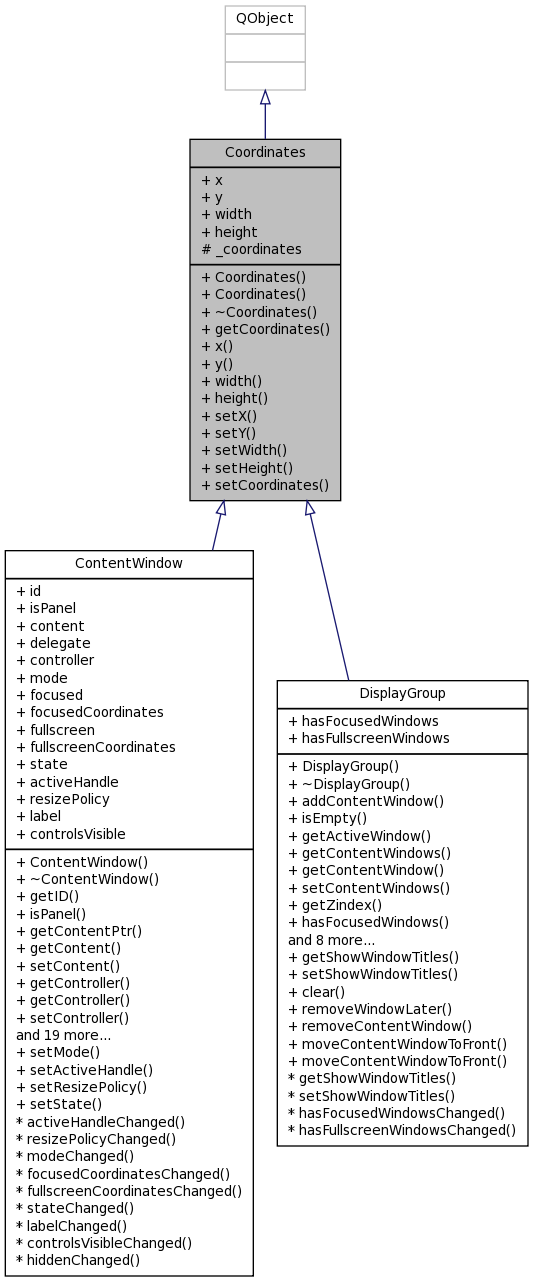 QObject
Coordinates
+ x
+ y
+ width
+ height
# _coordinates
+ Coordinates()
+ Coordinates()
+ ~Coordinates()
+ getCoordinates()
+ x()
+ y()
+ width()
+ height()
+ setX()
+ setY()
+ setWidth()
+ setHeight()
+ setCoordinates()
ContentWindow
+ id
+ isPanel
+ content
+ delegate
+ controller
+ mode
+ focused
+ focusedCoordinates
+ fullscreen
+ fullscreenCoordinates
+ state
+ activeHandle
+ resizePolicy
+ label
+ controlsVisible
+ ContentWindow()
+ ~ContentWindow()
+ getID()
+ isPanel()
+ getContentPtr()
+ getContent()
+ setContent()
+ getController()
+ getController()
+ setController()
and 19 more...
+ setMode()
+ setActiveHandle()
+ setResizePolicy()
+ setState()
* activeHandleChanged()
* resizePolicyChanged()
* modeChanged()
* focusedCoordinatesChanged()
* fullscreenCoordinatesChanged()
* stateChanged()
* labelChanged()
* controlsVisibleChanged()
* hiddenChanged()
DisplayGroup
+ hasFocusedWindows
+ hasFullscreenWindows
+ DisplayGroup()
+ ~DisplayGroup()
+ addContentWindow()
+ isEmpty()
+ getActiveWindow()
+ getContentWindows()
+ getContentWindow()
+ setContentWindows()
+ getZindex()
+ hasFocusedWindows()
and 8 more...
+ getShowWindowTitles()
+ setShowWindowTitles()
+ clear()
+ removeWindowLater()
+ removeContentWindow()
+ moveContentWindowToFront()
+ moveContentWindowToFront()
* getShowWindowTitles()
* setShowWindowTitles()
* hasFocusedWindowsChanged()
* hasFullscreenWindowsChanged()